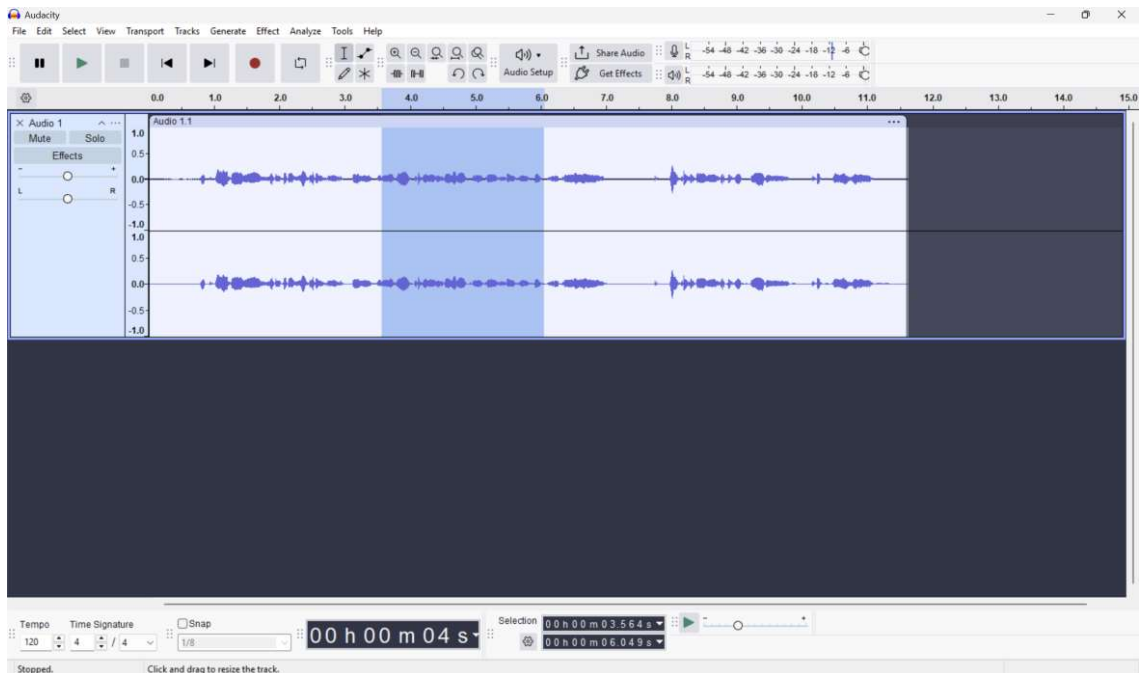 Audacity
File Edit Select View Transport Tracks Generate Effect Analyze Tools Help
Audio Setup
Share Audio
Get Effects
L R -54 -48 -42 -36 -30 -24 -18 -12 -6
L R -54 -48 -42 -36 -30 -24 -18 -12 -6
0.0 1.0 2.0 3.0 4.0 5.0 6.0 7.0 8.0 9.0 10.0 11.0 12.0 13.0 14.0 15.0
Audio 1
Mute Solo
Effects
- +
L R
Audio 1.1
1.0
0.5
0.0
-0.5
-1.0
1.0
0.5
0.0
-0.5
-1.0
Tempo
120
Time Signature
4 / 4
Snap
1/8
00 h 00 m 04 s
Selection
00 h 00 m 03.564 s
00 h 00 m 06.049 s
- +
Stopped.
Click and drag to resize the track.